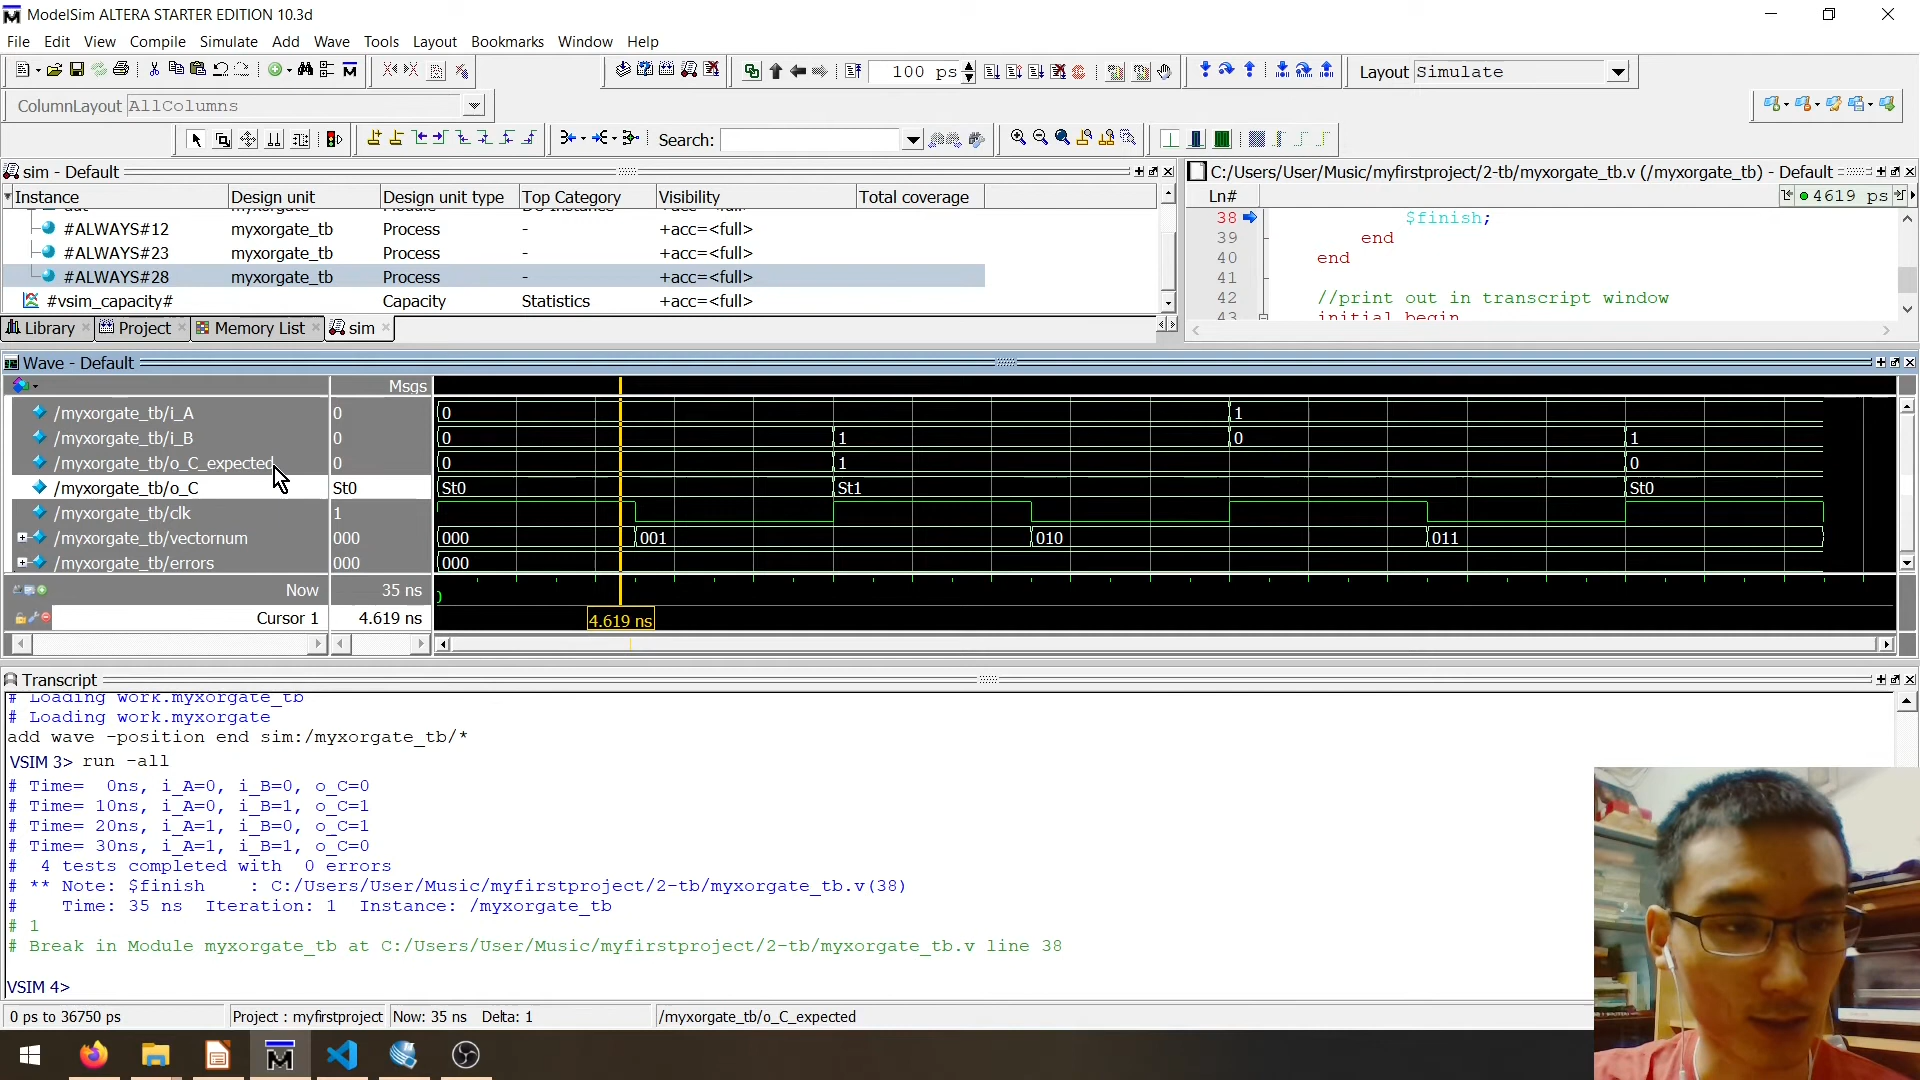 ModelSim ALTERA STARTER EDITION 10.3d
File Edit View Compile Simulate Add Wave Tools Layout Bookmarks Window Help
100 ps
Layout Simulate
ColumnLayout AllColumns
Search:
sim - Default
Instance Design unit Design unit type Top Category Visibility Total coverage
#ALWAYS#12 myxorgate_tb Process - +acc=<full>
#ALWAYS#23 myxorgate_tb Process - +acc=<full>
#ALWAYS#28 myxorgate_tb Process - +acc=<full>
#vsim_capacity# Capacity Statistics +acc=<full>
Library Project Memory List sim
C:/Users/User/Music/myfirstproject/2-tb/myxorgate_tb.v (/myxorgate_tb) - Default
Ln# 4619 ps
38 $finish;
39 end
40 end
41
42 //print out in transcript window
43 initial begin
Wave - Default
Msgs
/myxorgate_tb/i_A 0 0 1
/myxorgate_tb/i_B 0 0 1 0 1
/myxorgate_tb/o_C_expected 0 0 1 0
/myxorgate_tb/o_C St0 St0 St1 St0
/myxorgate_tb/clk 1
/myxorgate_tb/vectornum 000 000 001 010 011
/myxorgate_tb/errors 000 000
Now 35 ns
Cursor 1 4.619 ns 4.619 ns
Transcript
# Loading work.myxorgate_tb
# Loading work.myxorgate
add wave -position end sim:/myxorgate_tb/*
VSIM 3> run -all
# Time= 0ns, i_A=0, i_B=0, o_C=0
# Time= 10ns, i_A=0, i_B=1, o_C=1
# Time= 20ns, i_A=1, i_B=0, o_C=1
# Time= 30ns, i_A=1, i_B=1, o_C=0
# 4 tests completed with 0 errors
# ** Note: $finish : C:/Users/User/Music/myfirstproject/2-tb/myxorgate_tb.v(38)
# Time: 35 ns Iteration: 1 Instance: /myxorgate_tb
# 1
# Break in Module myxorgate_tb at C:/Users/User/Music/myfirstproject/2-tb/myxorgate_tb.v line 38
VSIM 4>
0 ps to 36750 ps Project : myfirstproject Now: 35 ns Delta: 1 /myxorgate_tb/o_C_expected